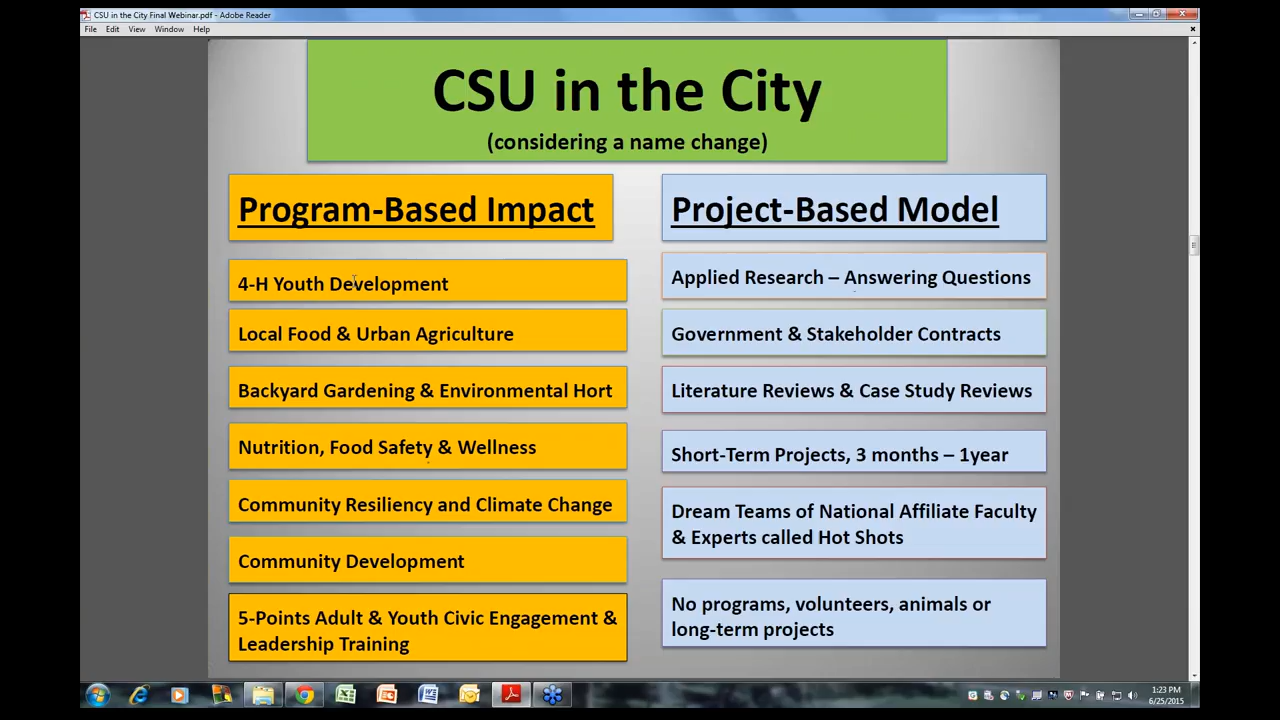 CSU in the City Final Webinar.pdf - Adobe Reader
File Edit View Window Help
CSU in the City
(considering a name change)
Program-Based Impact
4-H Youth Development
Local Food & Urban Agriculture
Backyard Gardening & Environmental Hort
Nutrition, Food Safety & Wellness
Community Resiliency and Climate Change
Community Development
5-Points Adult & Youth Civic Engagement &
Leadership Training
Project-Based Model
Applied Research – Answering Questions
Government & Stakeholder Contracts
Literature Reviews & Case Study Reviews
Short-Term Projects, 3 months – 1year
Dream Teams of National Affiliate Faculty
& Experts called Hot Shots
No programs, volunteers, animals or
long-term projects
1:23 PM
6/25/2015